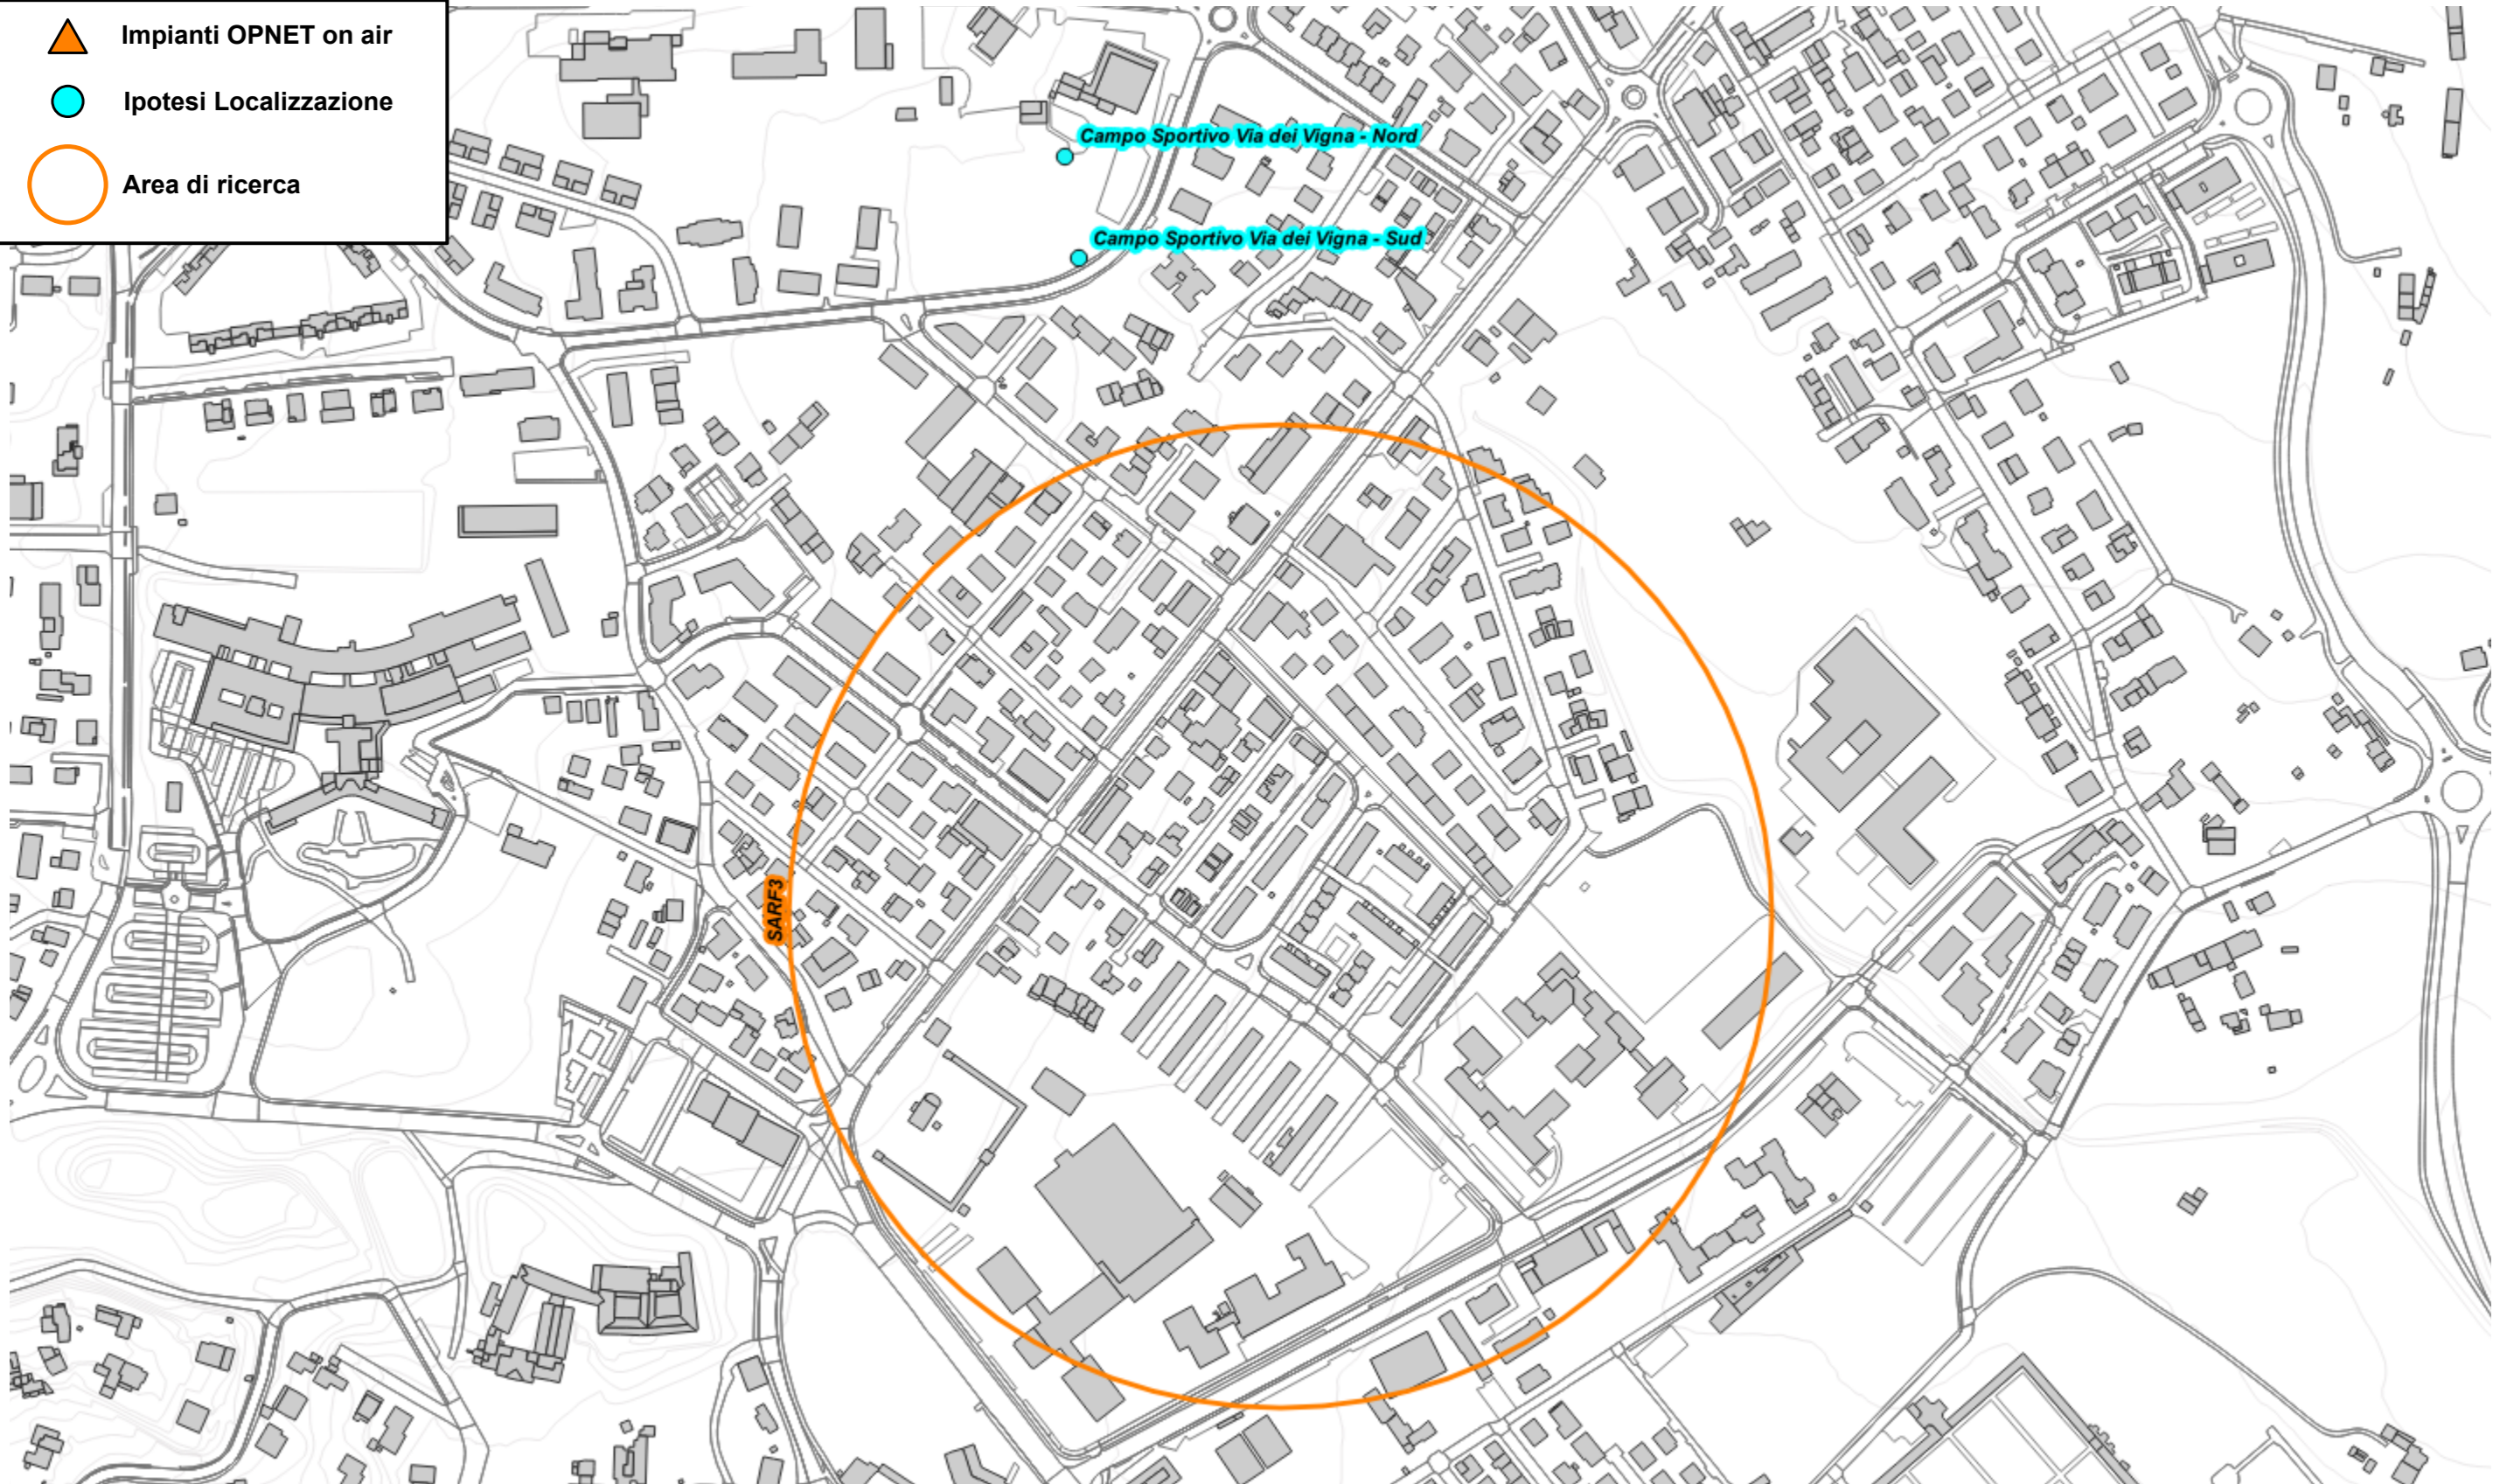 Impianti OPNET on air
Ipotesi Localizzazione
Area di ricerca
Campo Sportivo Via dei Vigna - Nord
Campo Sportivo Via dei Vigna - Sud
SARF3